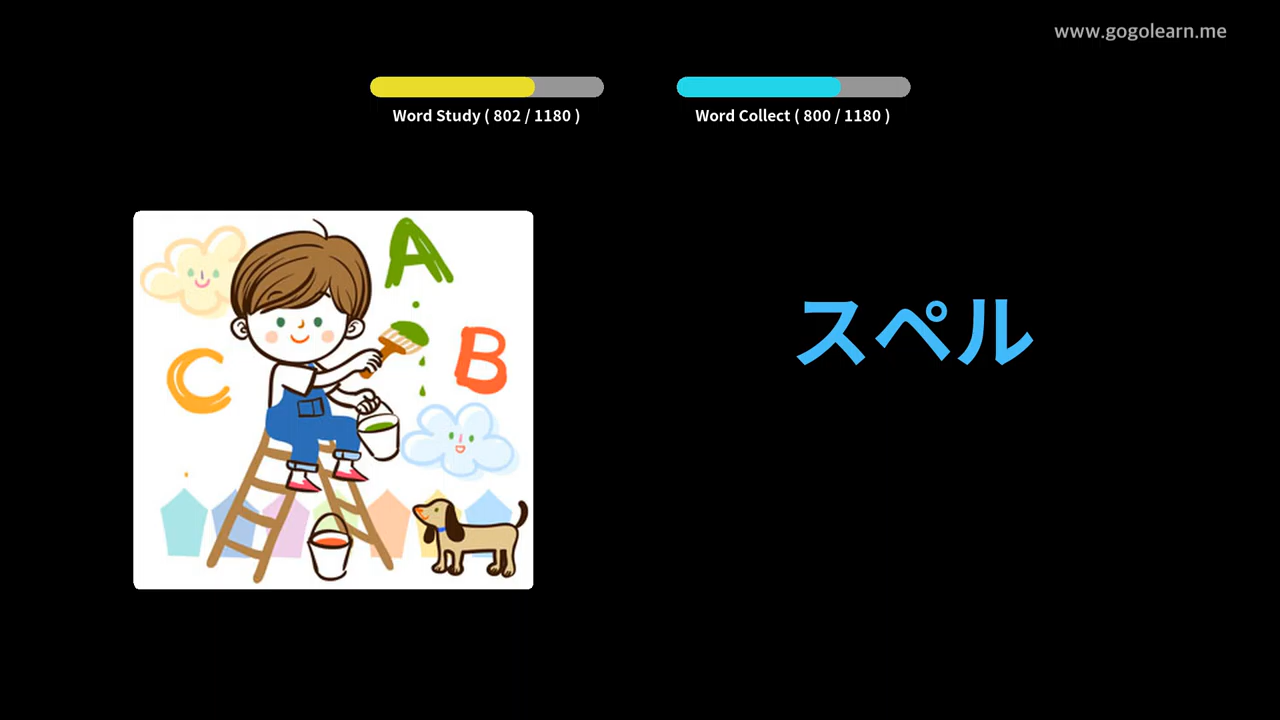 www.gogolearn.me
Word Study ( 802 / 1180 )
Word Collect ( 800 / 1180 )
A
B
C
スペル